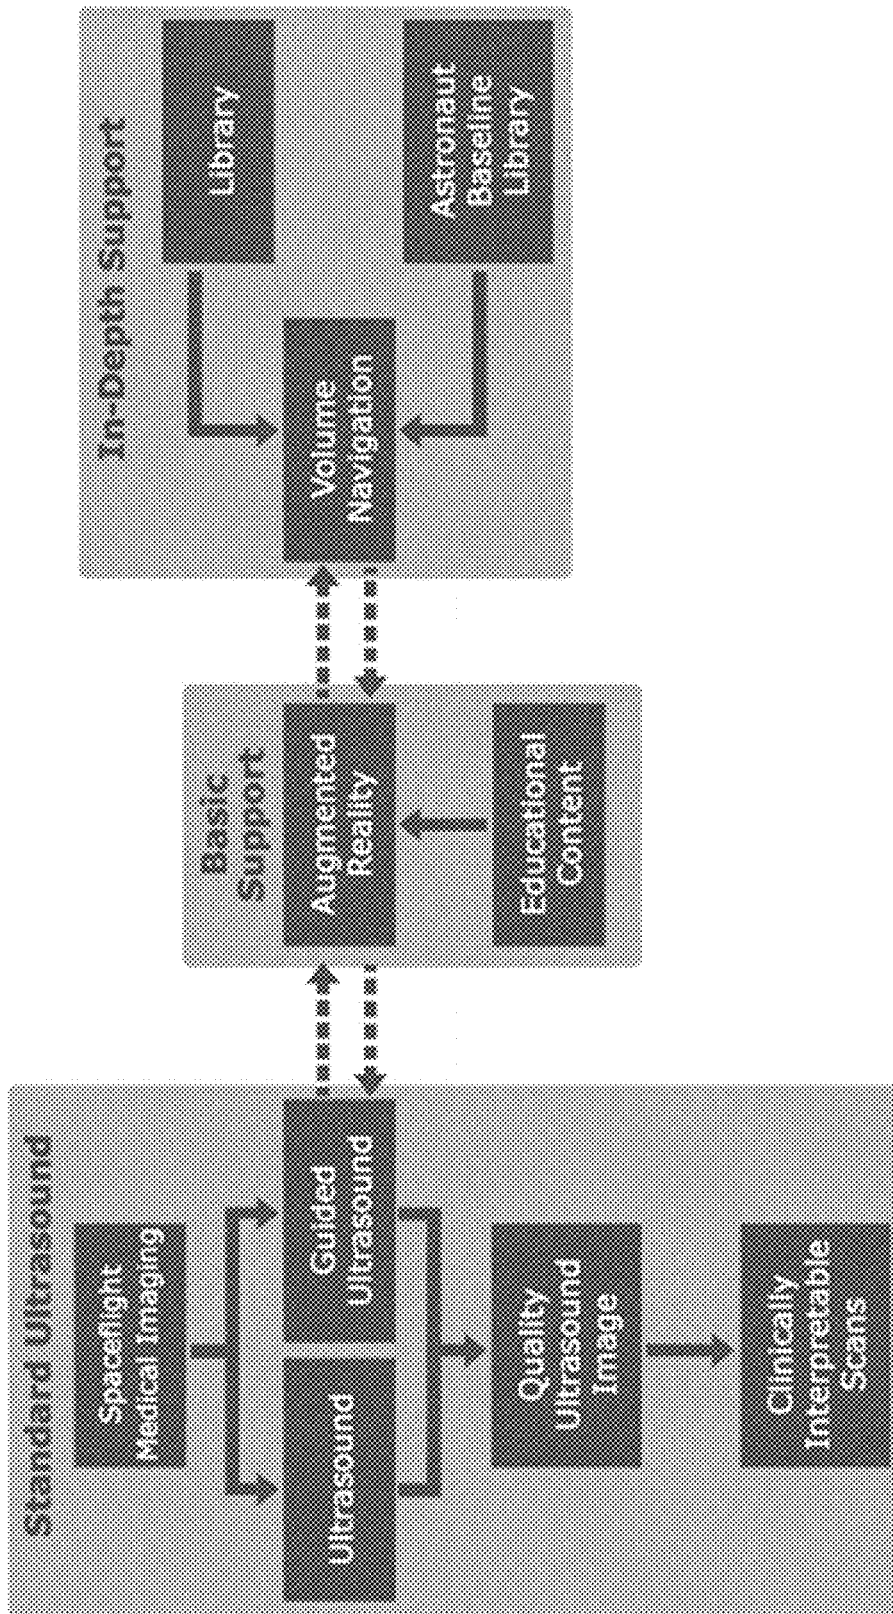 Standard Ultrasound
Spaceflight
Medical Imaging
Ultrasound
Guided
Ultrasound
Quality
Ultrasound
Image
Clinically
Interpretable
Scans
Basic
Support
Augmented
Reality
Educational
Content
In-Depth Support
Library
Volume
Navigation
Astronaut
Baseline
Library